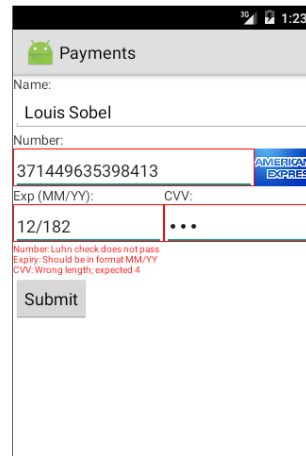 3G 1:23
Payments
Name:
Louis Sobel
Number:
371449635398413
AMERICAN
EXPRESS
Exp (MM/YY): CVV:
12/182 •••
Number: Luhn check does not pass
Expiry: Should be in format MM/YY
CVV: Wrong length; expected 4
Submit